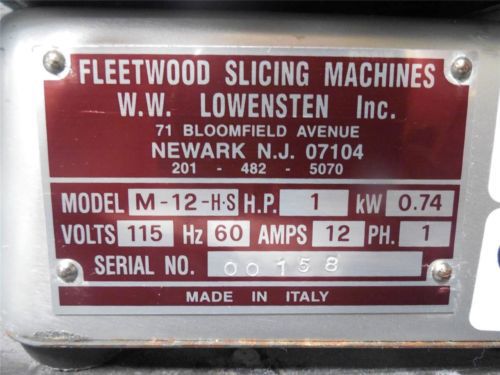 FLEETWOOD SLICING MACHINES
W.W. LOWENSTEN Inc.
71 BLOOMFIELD AVENUE
NEWARK N.J. 07104
201 - 482 - 5070
MODEL M-12-H·S H.P. 1 kW 0.74
VOLTS 115 Hz 60 AMPS 12 PH. 1
SERIAL NO. 00158
MADE IN ITALY